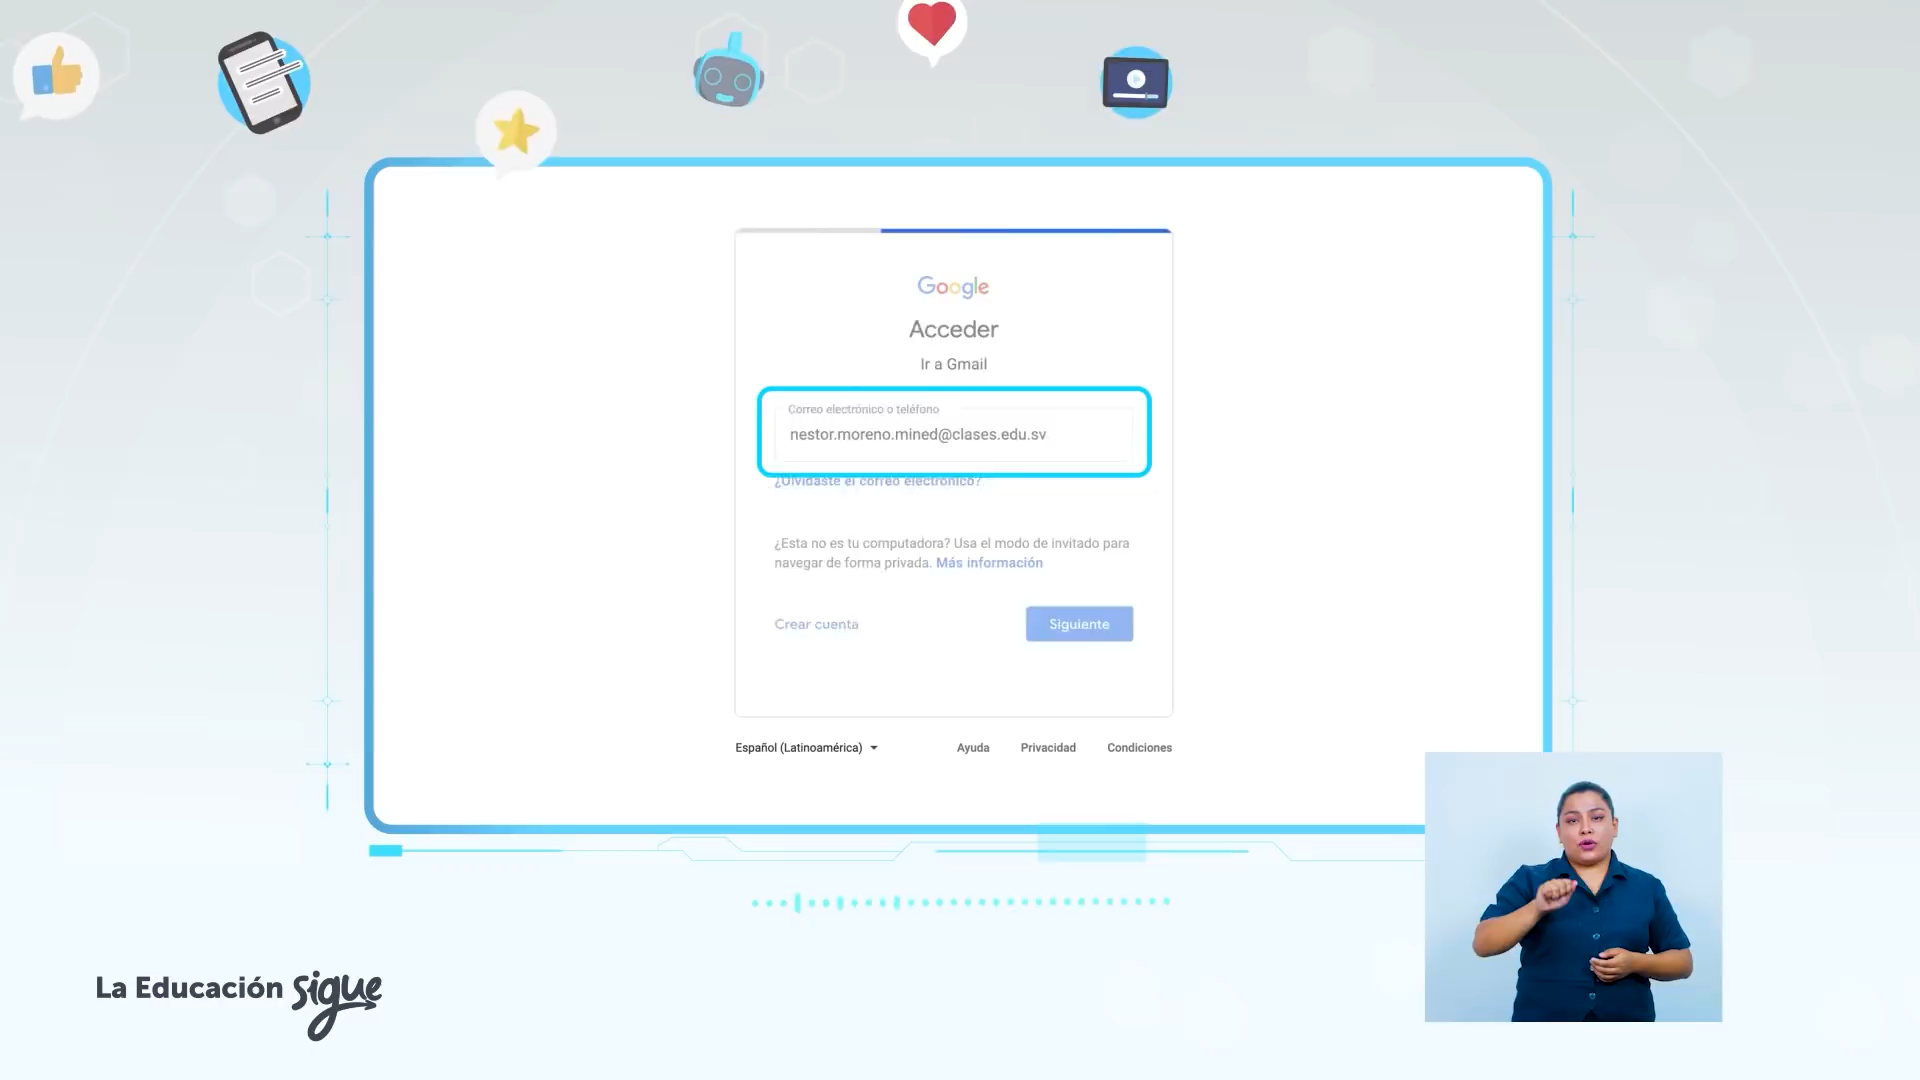 Google
Acceder
Ir a Gmail
Correo electrónico o teléfono
nestor.moreno.mined@clases.edu.sv
¿Olvidaste el correo electrónico?
¿Esta no es tu computadora? Usa el modo de invitado para
navegar de forma privada. Más información
Crear cuenta
Siguiente
Español (Latinoamérica)
Ayuda
Privacidad
Condiciones
La Educación sigue